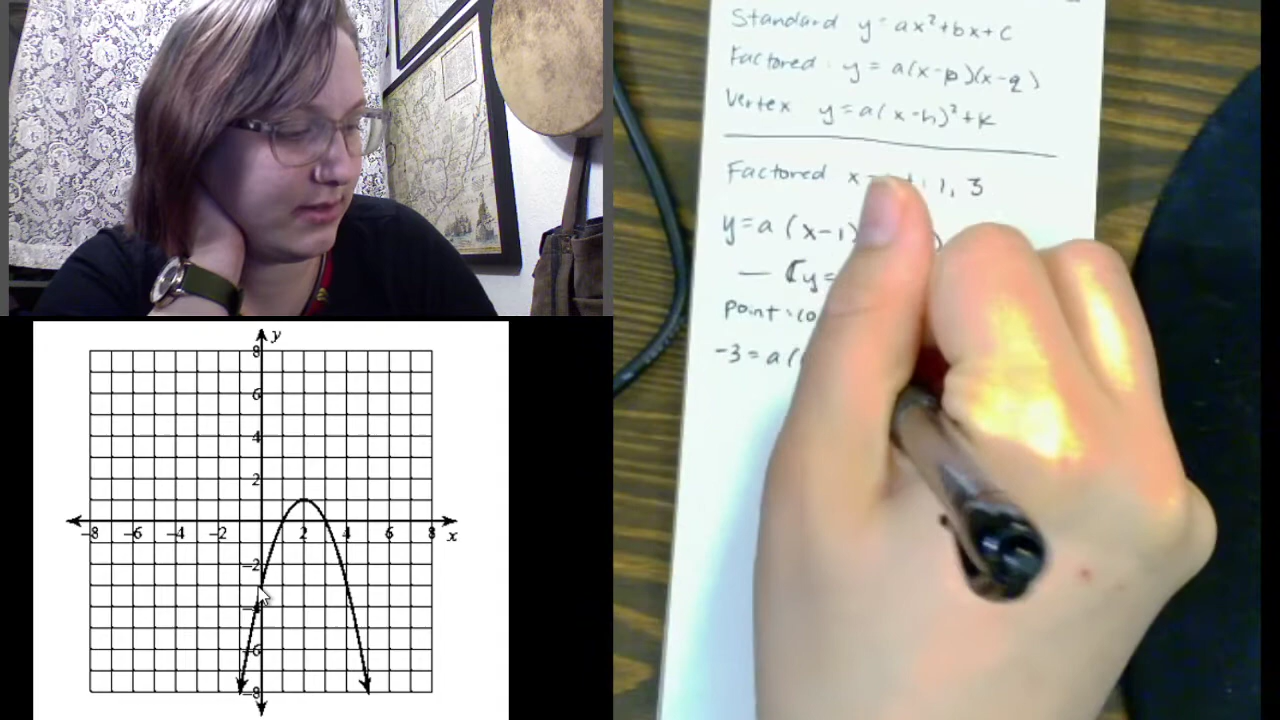 Standard y=ax²+bx+c
Factored: y = a(x-p)(x-q)
Vertex y=a(x-h)²+k
Factored x 1, 3
y=a (x-1)
— (y=
point:
-3=a(
y
8
6
4
2
-8 -6 -4 -2 2 4 6 8 x
-2
-4
-6
-8